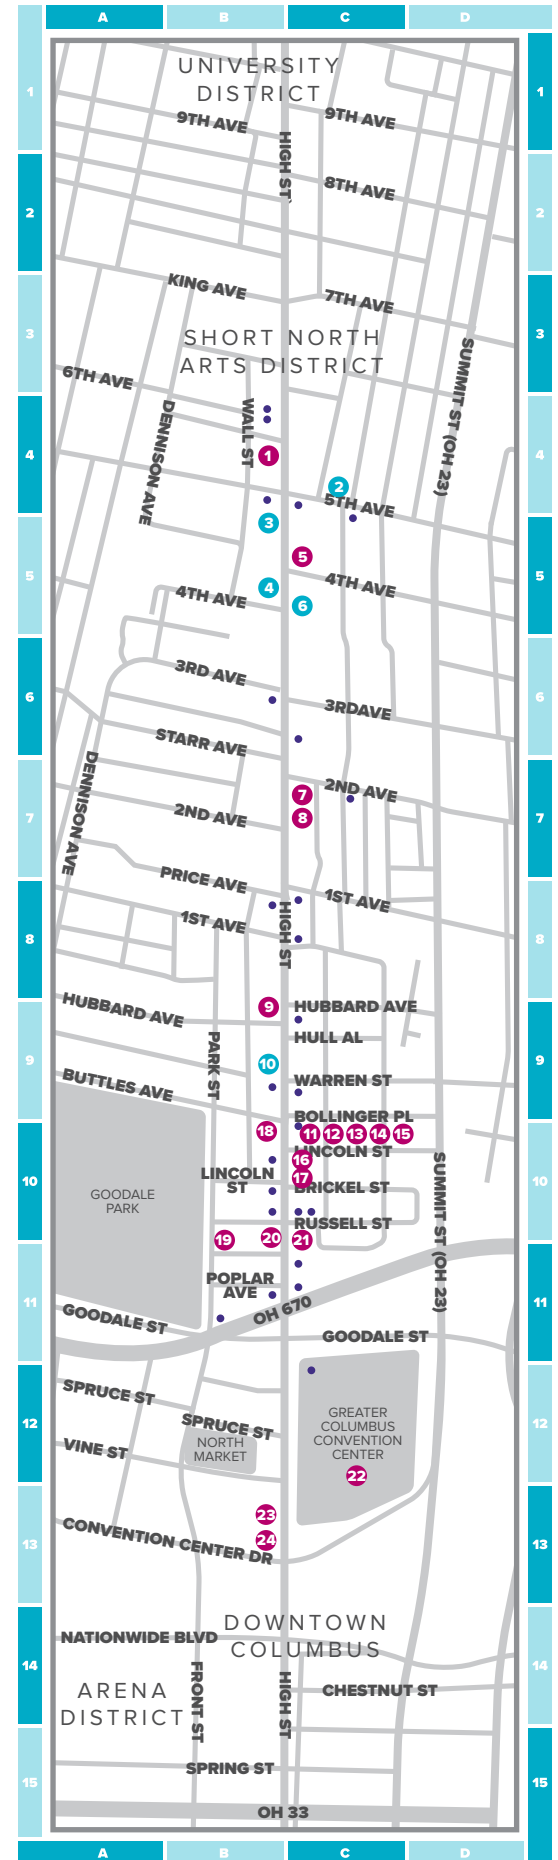 A B C D
1 1
UNIVERSITY
DISTRICT
9TH AVE
9TH AVE
HIGH ST
8TH AVE
2 2
KING AVE
7TH AVE
3 3
SHORT NORTH
ARTS DISTRICT
SUMMIT ST (OH 23)
6TH AVE
DENNISON AVE
WALL ST
4 4
1
2
5TH AVE
3
5
5 5
4TH AVE
4
4TH AVE
6
3RD AVE
6 6
3RDAVE
STARR AVE
DENNISON AVE
2ND AVE
7
7 7
2ND AVE
8
PRICE AVE
1ST AVE
1ST AVE
HIGH ST
8 8
HUBBARD AVE
9
HUBBARD AVE
HULL AL
PARK ST
9 9
10
WARREN ST
BUTTLES AVE
BOLLINGER PL
18
11 12 13 14 15
LINCOLN ST
16
17
LINCOLN
ST
BRICKEL ST
10 10
GOODALE
PARK
SUMMIT ST (OH 23)
RUSSELL ST
19
20
21
POPLAR
AVE
11 11
OH 670
GOODALE ST
GOODALE ST
SPRUCE ST
12 12
SPRUCE ST
GREATER
COLUMBUS
CONVENTION
CENTER
22
VINE ST
NORTH
MARKET
23
24
CONVENTION CENTER DR
13 13
DOWNTOWN
COLUMBUS
NATIONWIDE BLVD
14 14
FRONT ST
HIGH ST
ARENA
DISTRICT
CHESTNUT ST
SPRING ST
15 15
OH 33
A B C D